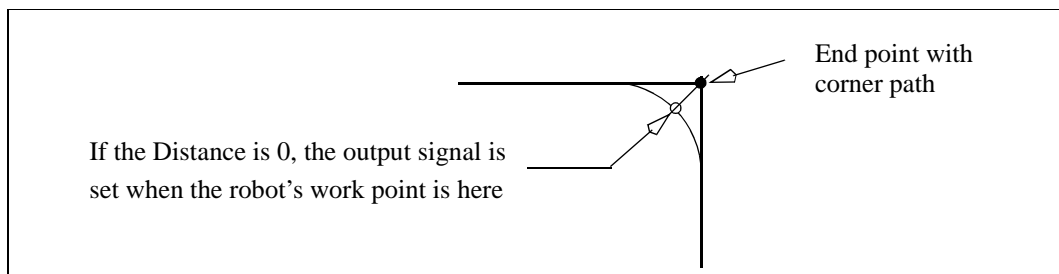 End point with
corner path
If the Distance is 0, the output signal is
set when the robot's work point is here